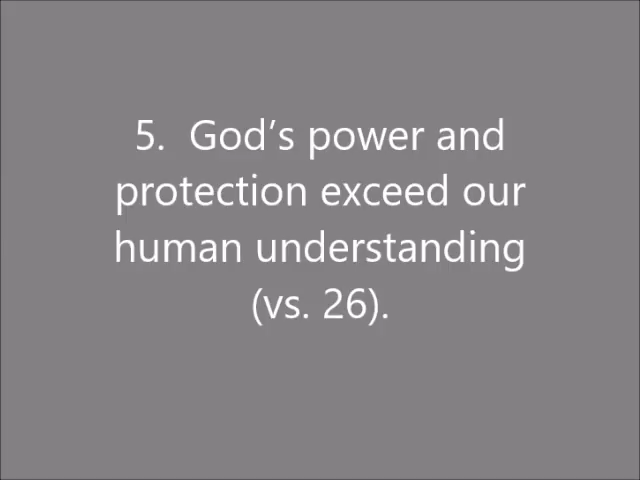 5.  God’s power and
protection exceed our
human understanding
(vs. 26).